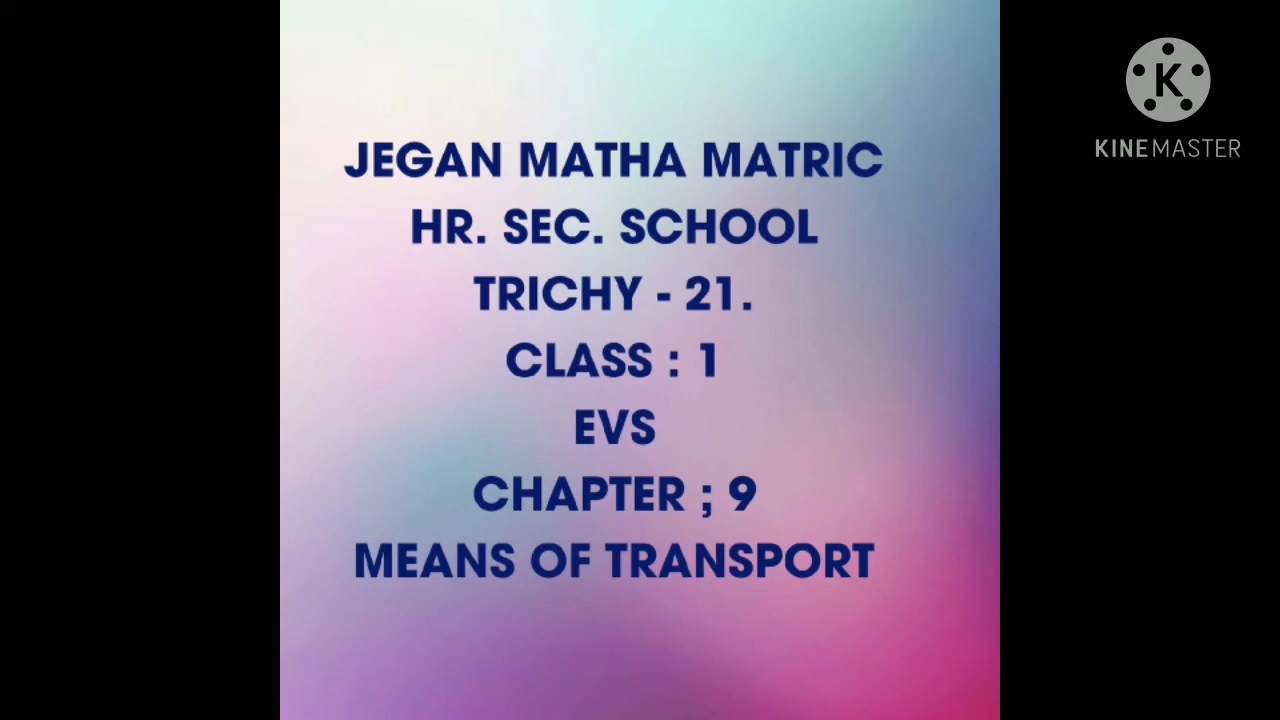 JEGAN MATHA MATRIC
HR. SEC. SCHOOL
TRICHY - 21.
CLASS : 1
EVS
CHAPTER ; 9
MEANS OF TRANSPORT
K
KINEMASTER